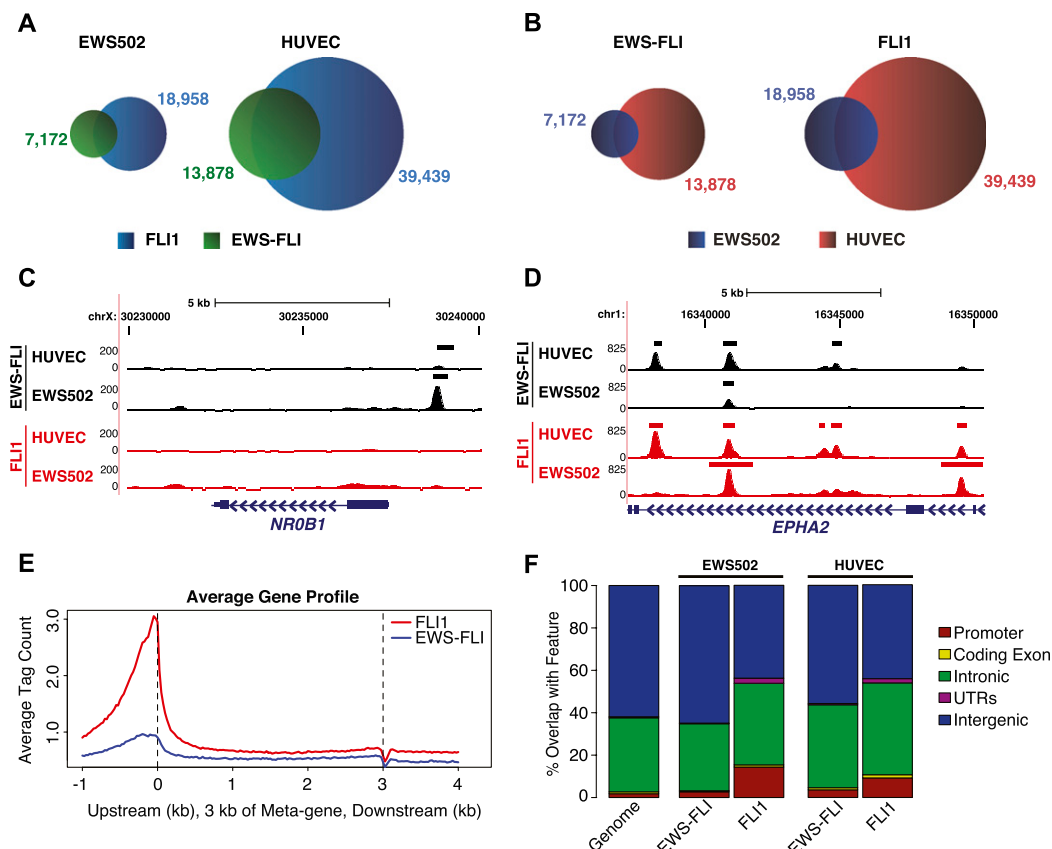 A
EWS502
HUVEC
18,958
7,172
13,878
39,439
FLI1
EWS-FLI
B
EWS-FLI
FLI1
7,172
18,958
13,878
39,439
EWS502
HUVEC
C
5 kb
chrX: 30230000 30235000 30240000
EWS-FLI
HUVEC
200
0
EWS502
200
0
FLI1
HUVEC
200
0
EWS502
200
0
NR0B1
D
5 kb
chr1: 16340000 16345000 16350000
EWS-FLI
HUVEC
825
0
EWS502
825
0
FLI1
HUVEC
825
0
EWS502
825
0
EPHA2
E
Average Gene Profile
Average Tag Count
3.0
2.0
1.0
FLI1
EWS-FLI
-1 0 1 2 3 4
Upstream (kb), 3 kb of Meta-gene, Downstream (kb)
F
EWS502 HUVEC
% Overlap with Feature
100
80
60
40
20
0
Genome
EWS-FLI
FLI1
EWS-FLI
FLI1
Promoter
Coding Exon
Intronic
UTRs
Intergenic